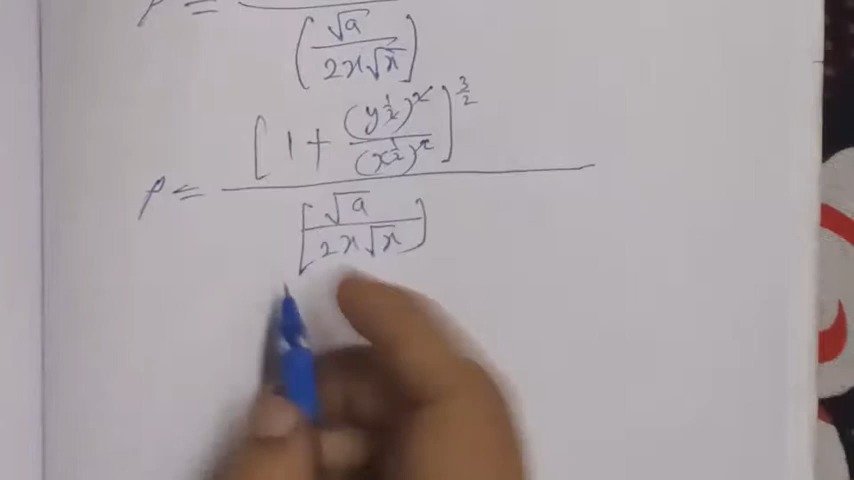 ρ =
(√a / 2x√x)
ρ = [1 + (y^½)^2 / (x^½)^2]^(3/2) / [√a / 2x√x]